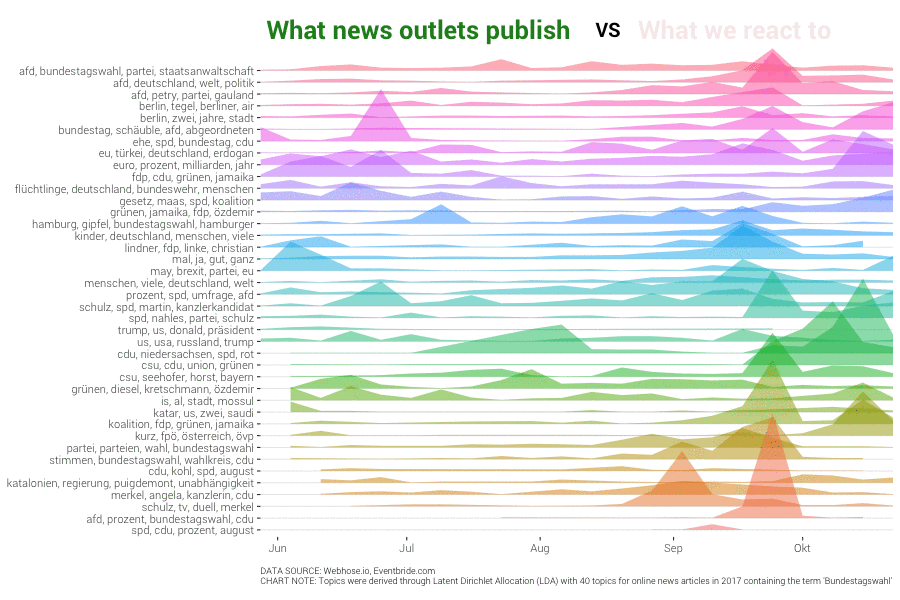 What news outlets publish vs What we react to
afd, bundestagswahl, partei, staatsanwaltschaft
afd, deutschland, welt, politik
afd, petry, partei, gauland
berlin, tegel, berliner, air
berlin, zwei, jahre, stadt
bundestag, schäuble, afd, abgeordneten
ehe, spd, bundestag, cdu
eu, türkei, deutschland, erdogan
euro, prozent, milliarden, jahr
fdp, cdu, grünen, jamaika
flüchtlinge, deutschland, bundeswehr, menschen
gesetz, maas, spd, koalition
grünen, jamaika, fdp, özdemir
hamburg, gipfel, bundestagswahl, hamburger
kinder, deutschland, menschen, viele
lindner, fdp, linke, christian
mal, ja, gut, ganz
may, brexit, partei, eu
menschen, viele, deutschland, welt
prozent, spd, umfrage, afd
schulz, spd, martin, kanzlerkandidat
spd, nahles, partei, schulz
trump, us, donald, präsident
us, usa, russland, trump
cdu, niedersachsen, spd, rot
csu, cdu, union, grünen
csu, seehofer, horst, bayern
grünen, diesel, kretschmann, özdemir
is, al, stadt, mossul
katar, us, zwei, saudi
koalition, fdp, grünen, jamaika
kurz, fpö, österreich, övp
partei, parteien, wahl, bundestagswahl
stimmen, bundestagswahl, wahlkreis, cdu
cdu, kohl, spd, august
katalonien, regierung, puigdemont, unabhängigkeit
merkel, angela, kanzlerin, cdu
schulz, tv, duell, merkel
afd, prozent, bundestagswahl, cdu
spd, cdu, prozent, august
Jun Jul Aug Sep Okt
DATA SOURCE: Webhose.io, Eventbride.com
CHART NOTE: Topics were derived through Latent Dirichlet Allocation (LDA) with 40 topics for online news articles in 2017 containing the term 'Bundestagswahl'